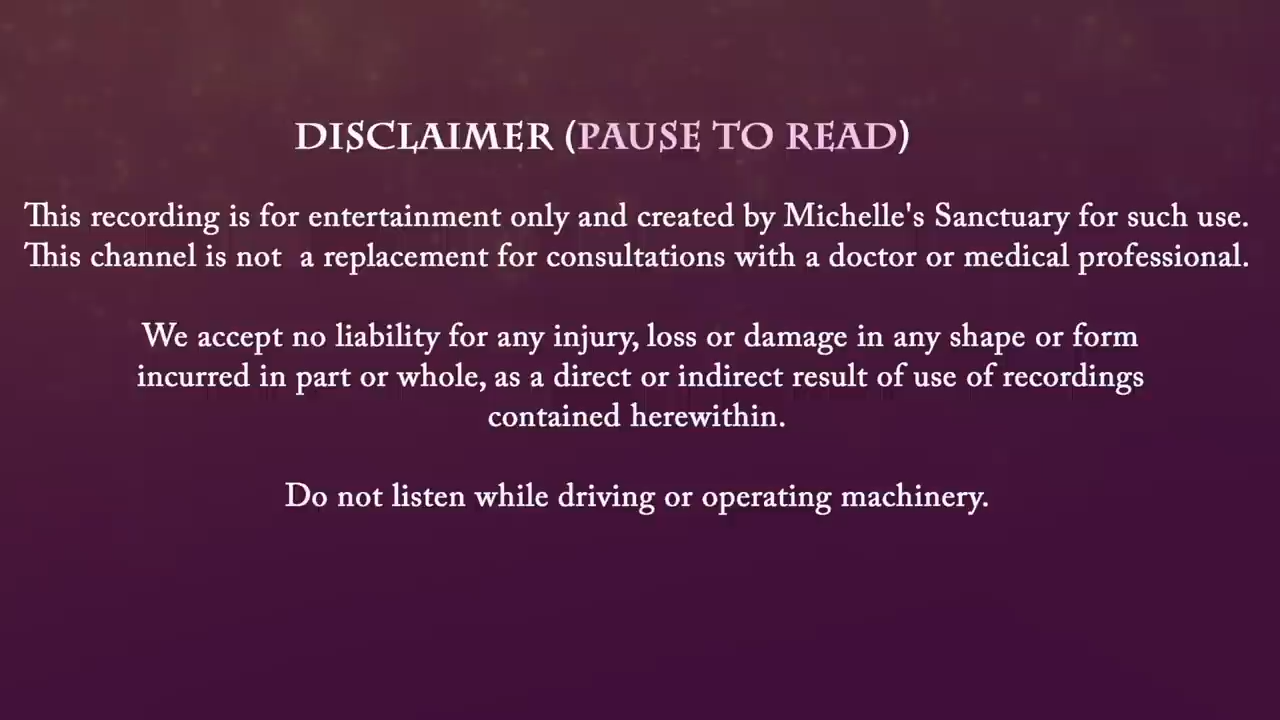 DISCLAIMER (PAUSE TO READ)
This recording is for entertainment only and created by Michelle's Sanctuary for such use.
This channel is not  a replacement for consultations with a doctor or medical professional.
We accept no liability for any injury, loss or damage in any shape or form
incurred in part or whole, as a direct or indirect result of use of recordings
contained herewithin.
Do not listen while driving or operating machinery.